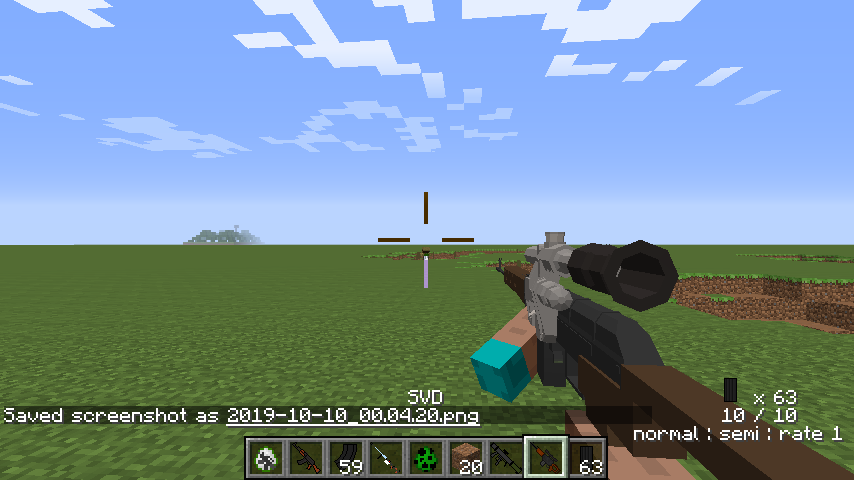 SVD
x 63
Saved screenshot as 2019-10-10_00.04.20.png
10 / 10
normal : semi : rate 1
59
20
63